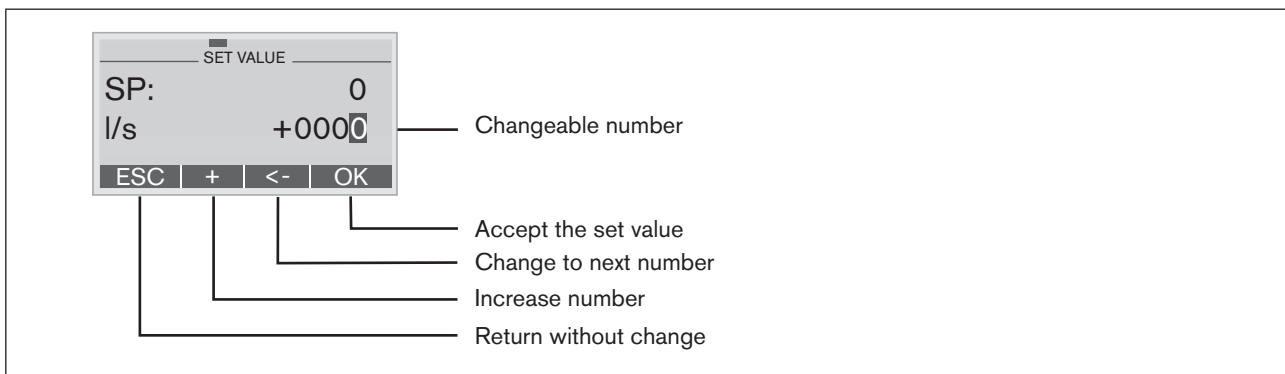 SET VALUE
SP: 0
l/s +0000
ESC + <- OK
Changeable number
Accept the set value
Change to next number
Increase number
Return without change